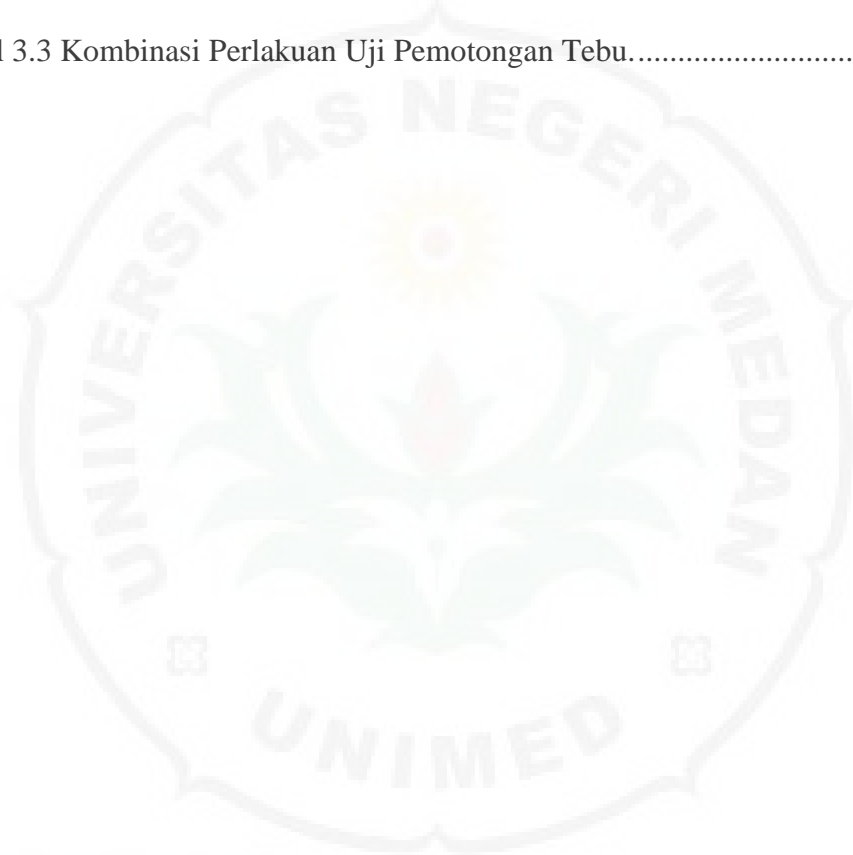 l 3.3 Kombinasi Perlakuan Uji Pemotongan Tebu...........................
UNIVERSITAS NEGERI MEDAN
UNIMED